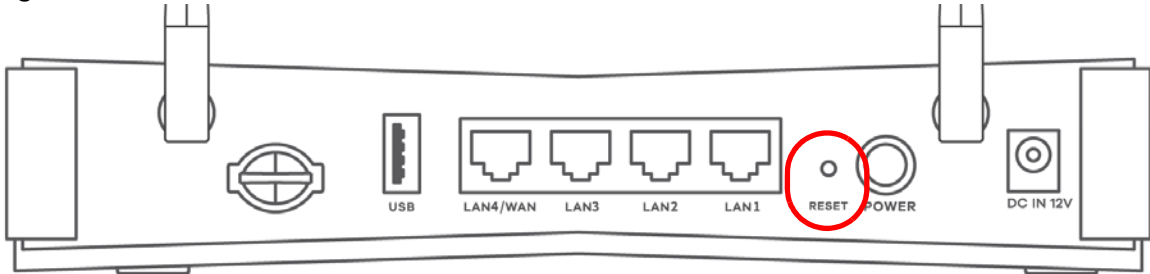 USB
LAN4/WAN
LAN3
LAN2
LAN1
RESET
POWER
DC IN 12V